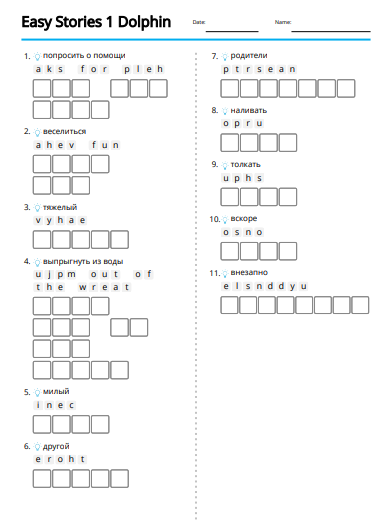 Easy Stories 1 Dolphin
Date:
Name:
1. попросить о помощи
a k s f o r p l e h
2. веселиться
a h e v f u n
3. тяжелый
v y h a e
4. выпрыгнуть из воды
u j p m o u t o f
t h e w r e a t
5. милый
i n e c
6. другой
e r o h t
7. родители
p t r s e a n
8. наливать
o p r u
9. толкать
u p h s
10. вскоре
o s n o
11. внезапно
e l s n d d y u